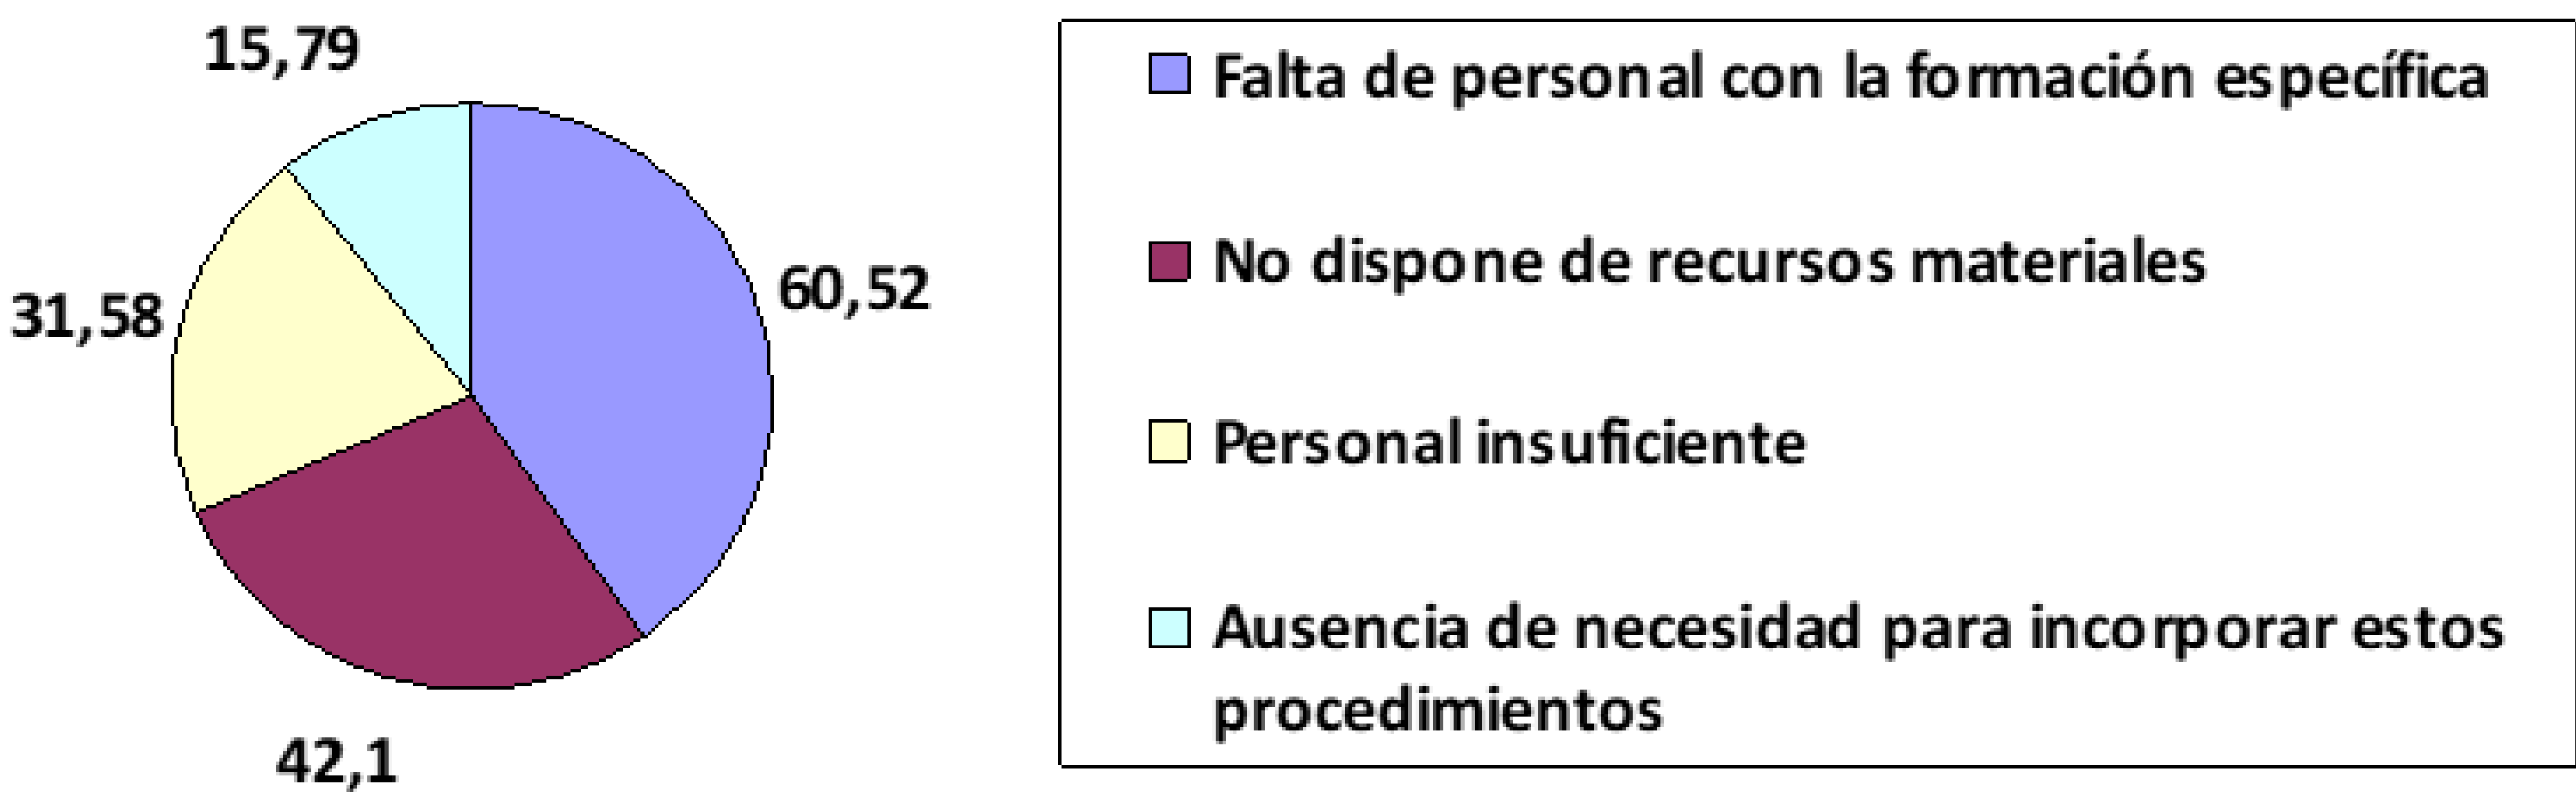 15,79
60,52
31,58
42,1
Falta de personal con la formación específica
No dispone de recursos materiales
Personal insuficiente
Ausencia de necesidad para incorporar estos
procedimientos